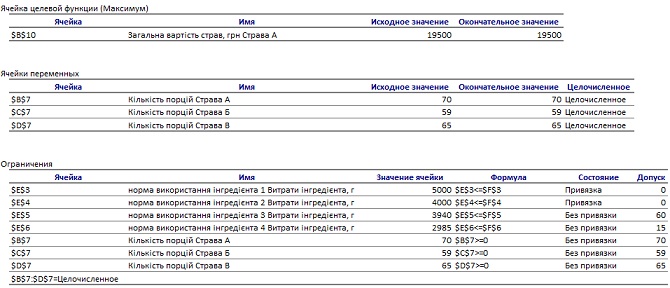 Ячейка целевой функции (Максимум)
Ячейка Имя Исходное значение Окончательное значение
$B$10 Загальна вартість страв, грн Страва А 19500 19500
Ячейки переменных
Ячейка Имя Исходное значение Окончательное значение Целочисленное
$B$7 Кількість порцій Страва А 70 70 Целочисленное
$C$7 Кількість порцій Страва Б 59 59 Целочисленное
$D$7 Кількість порцій Страва В 65 65 Целочисленное
Ограничения
Ячейка Имя Значение ячейки Формула Состояние Допуск
$E$3 норма використання інгредієнта 1 Витрати інгредієнта, г 5000 $E$3<=$F$3 Привязка 0
$E$4 норма використання інгредієнта 2 Витрати інгредієнта, г 4000 $E$4<=$F$4 Привязка 0
$E$5 норма використання інгредієнта 3 Витрати інгредієнта, г 3940 $E$5<=$F$5 Без привязки 60
$E$6 норма використання інгредієнта 4 Витрати інгредієнта, г 2985 $E$6<=$F$6 Без привязки 15
$B$7 Кількість порцій Страва А 70 $B$7>=0 Без привязки 70
$C$7 Кількість порцій Страва Б 59 $C$7>=0 Без привязки 59
$D$7 Кількість порцій Страва В 65 $D$7>=0 Без привязки 65
$B$7:$D$7=Целочисленное